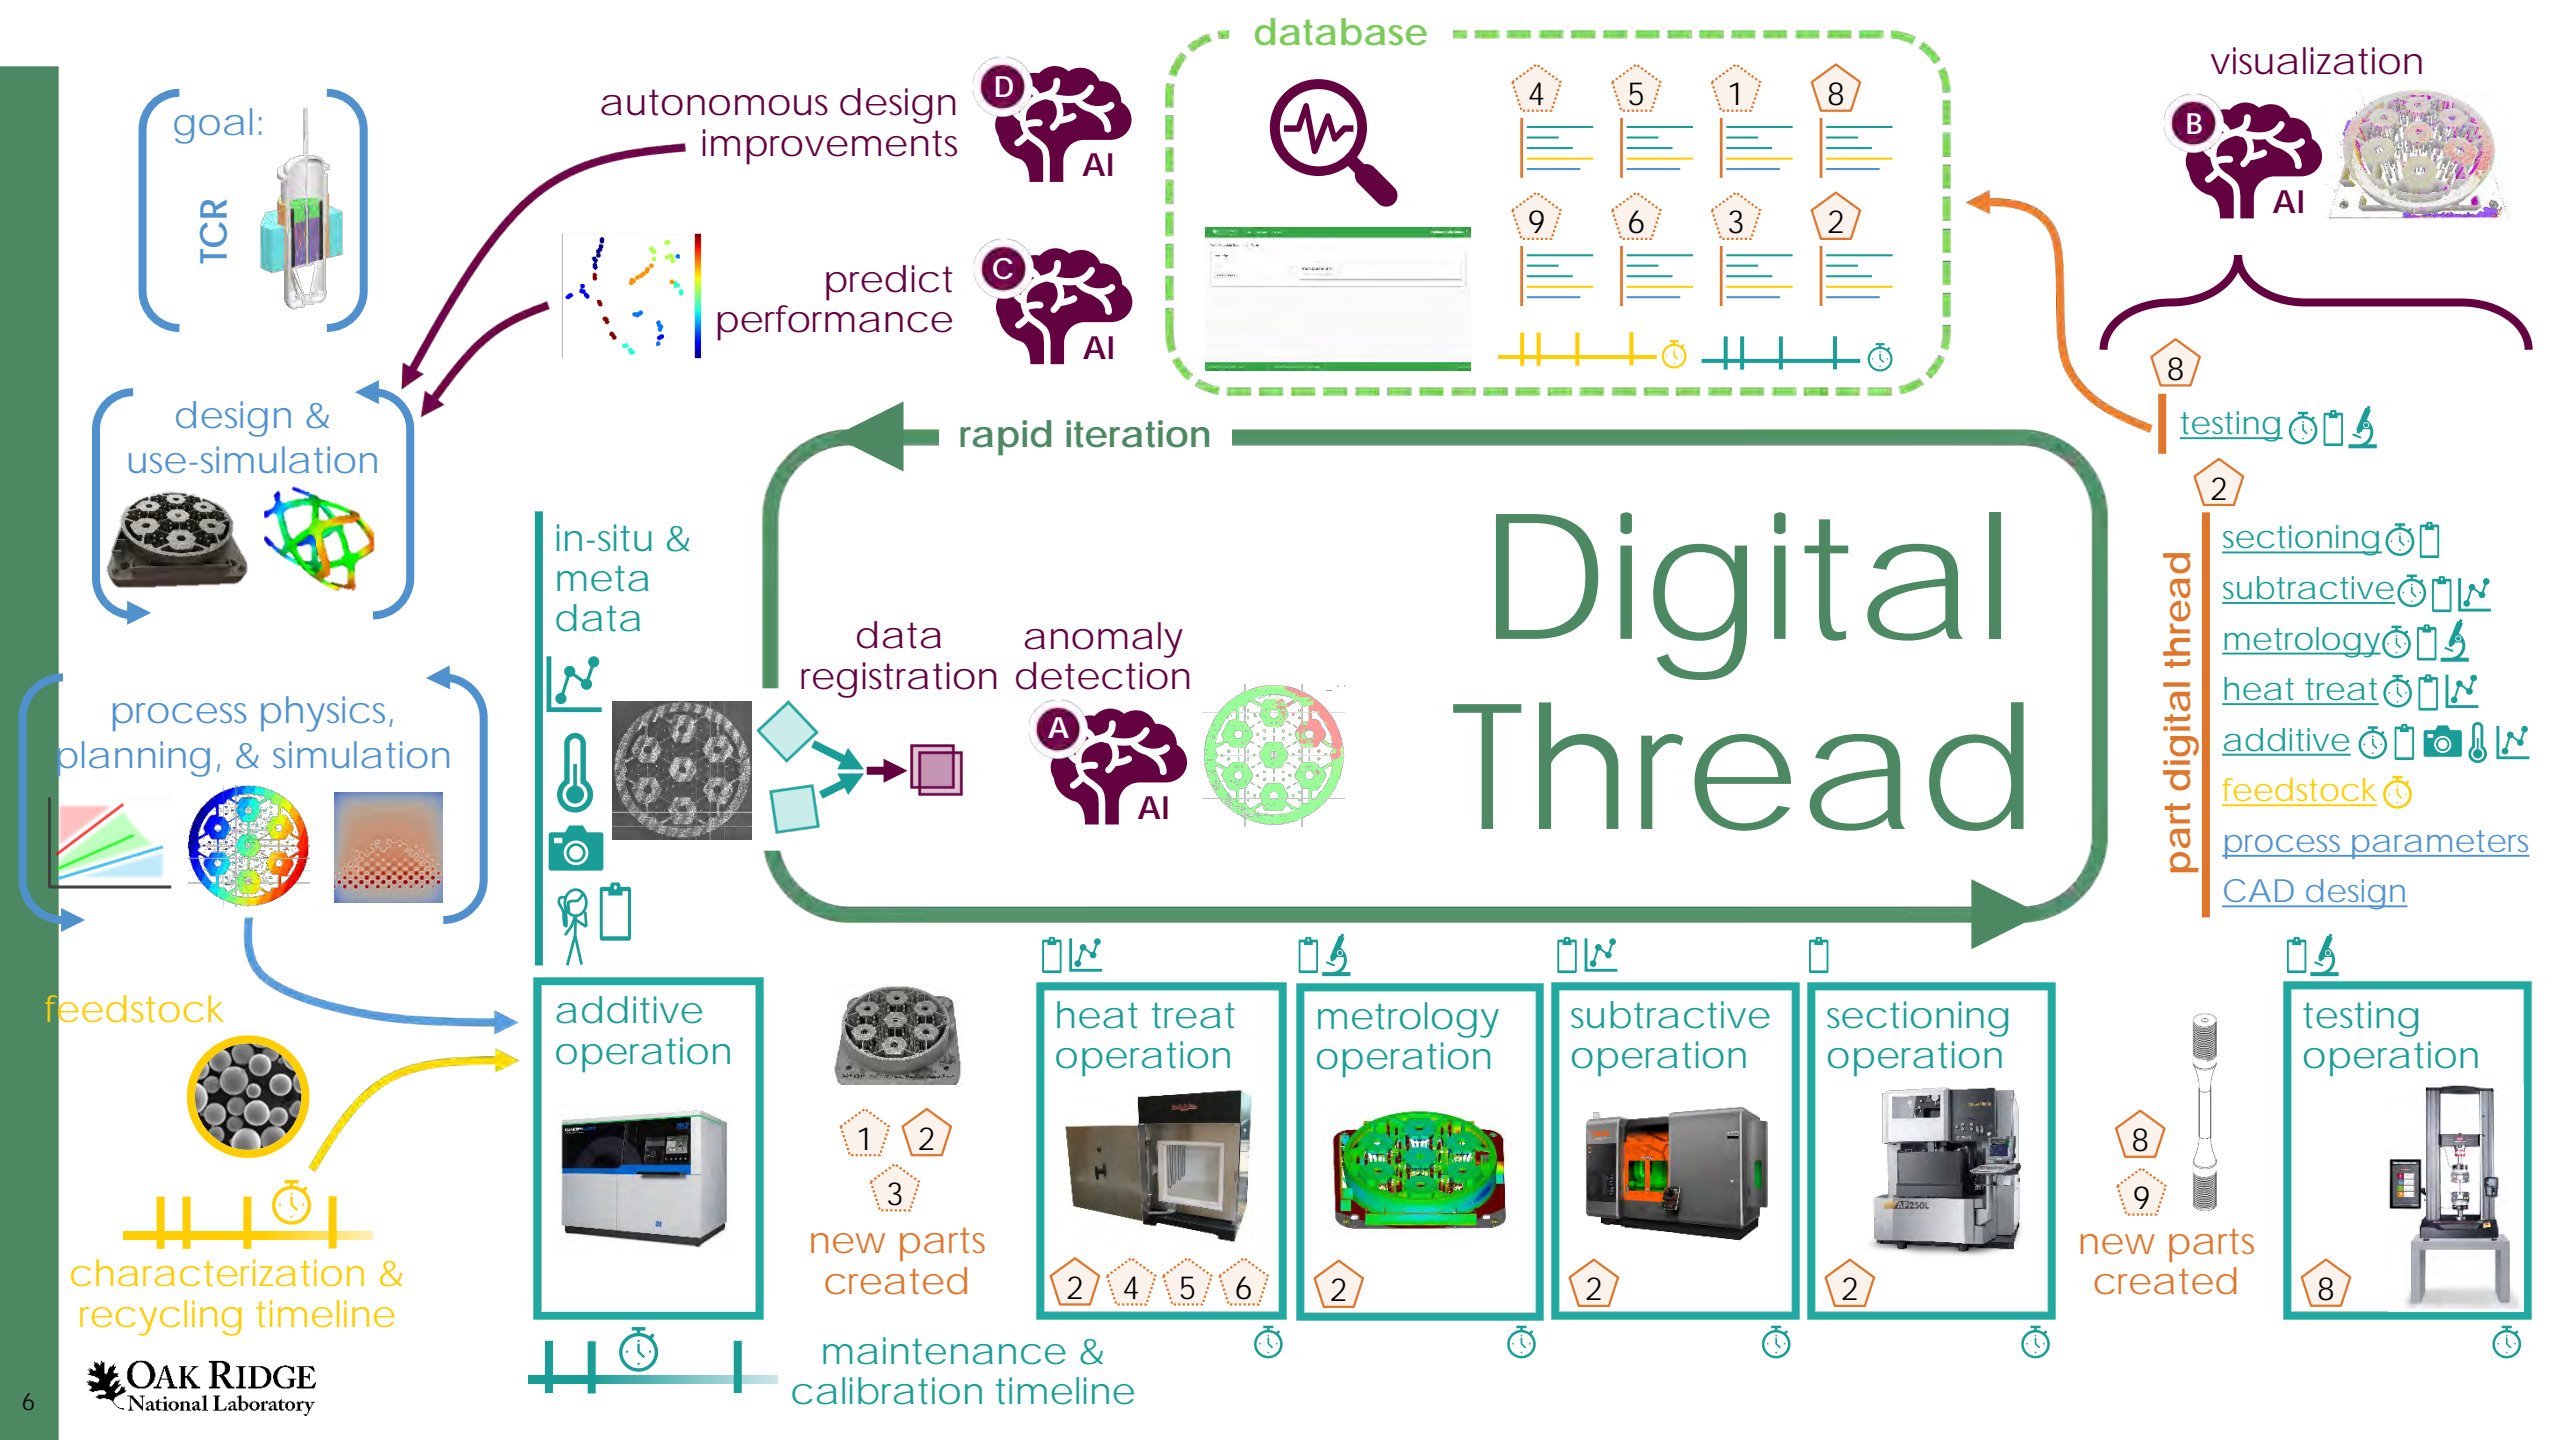 goal:
TCR
autonomous design
improvements
D
AI
predict
performance
C
AI
database
4
5
1
8
9
6
3
2
visualization
B
AI
design &
use-simulation
rapid iteration
8
testing
2
part digital thread
sectioning
subtractive
metrology
heat treat
additive
feedstock
process parameters
CAD design
Digital
Thread
in-situ &
meta
data
data
registration
anomaly
detection
A
AI
process physics,
planning, & simulation
feedstock
characterization &
recycling timeline
additive
operation
1
2
3
new parts
created
heat treat
operation
2
4
5
6
metrology
operation
2
subtractive
operation
2
sectioning
operation
AP250L
2
8
9
new parts
created
testing
operation
8
maintenance &
calibration timeline
OAK RIDGE
National Laboratory
6